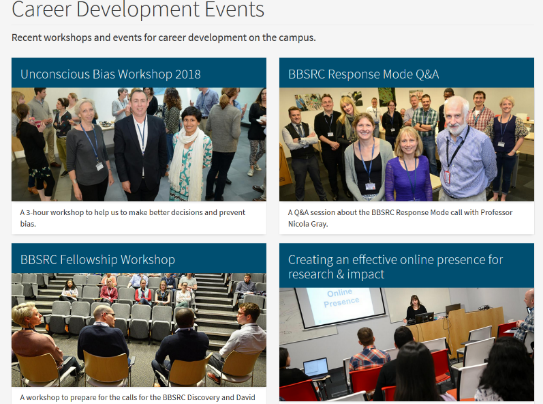 Career Development Events
Recent workshops and events for career development on the campus.
Unconscious Bias Workshop 2018
BBSRC Response Mode Q&A
A 3-hour workshop to help us to make better decisions and prevent
bias.
A Q&A session about the BBSRC Response Mode call with Professor
Nicola Gray.
BBSRC Fellowship Workshop
Creating an effective online presence for
research & impact
Online
Presence
A workshop to prepare for the calls for the BBSRC Discovery and David